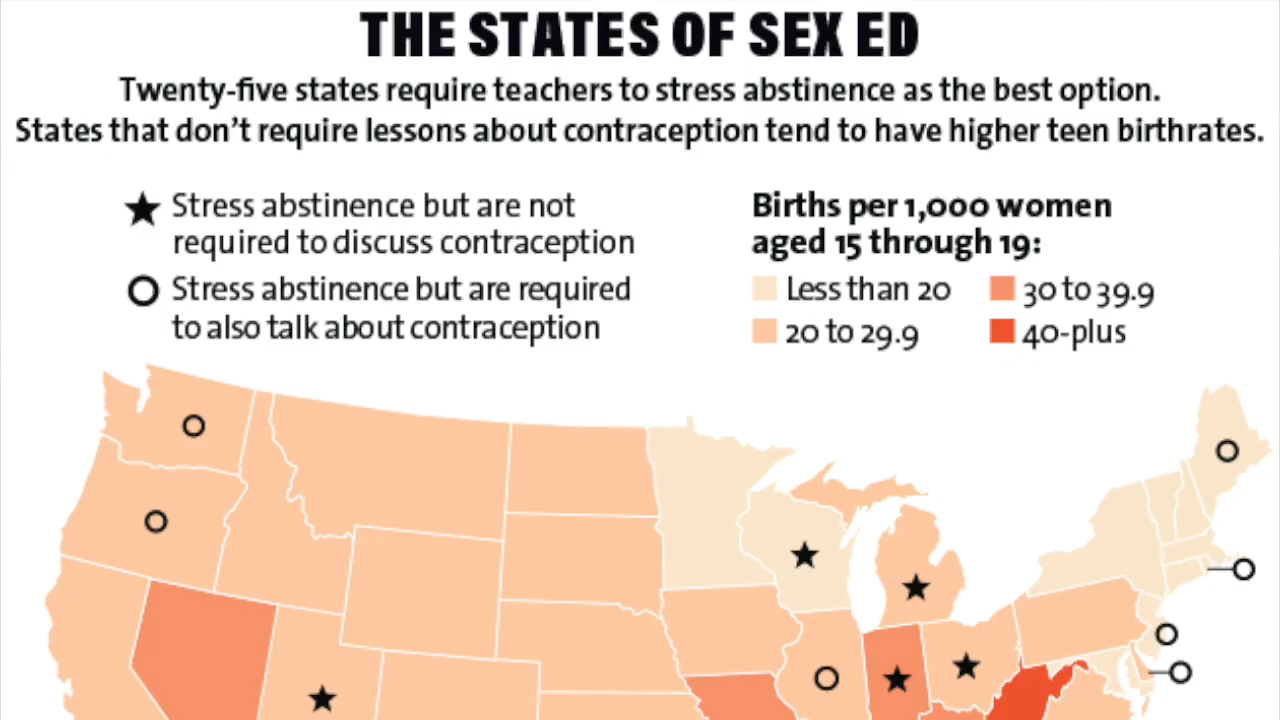 THE STATES OF SEX ED
Twenty-five states require teachers to stress abstinence as the best option.
States that don't require lessons about contraception tend to have higher teen birthrates.
Stress abstinence but are not
required to discuss contraception
Stress abstinence but are required
to also talk about contraception
Births per 1,000 women
aged 15 through 19:
Less than 20
30 to 39.9
20 to 29.9
40-plus